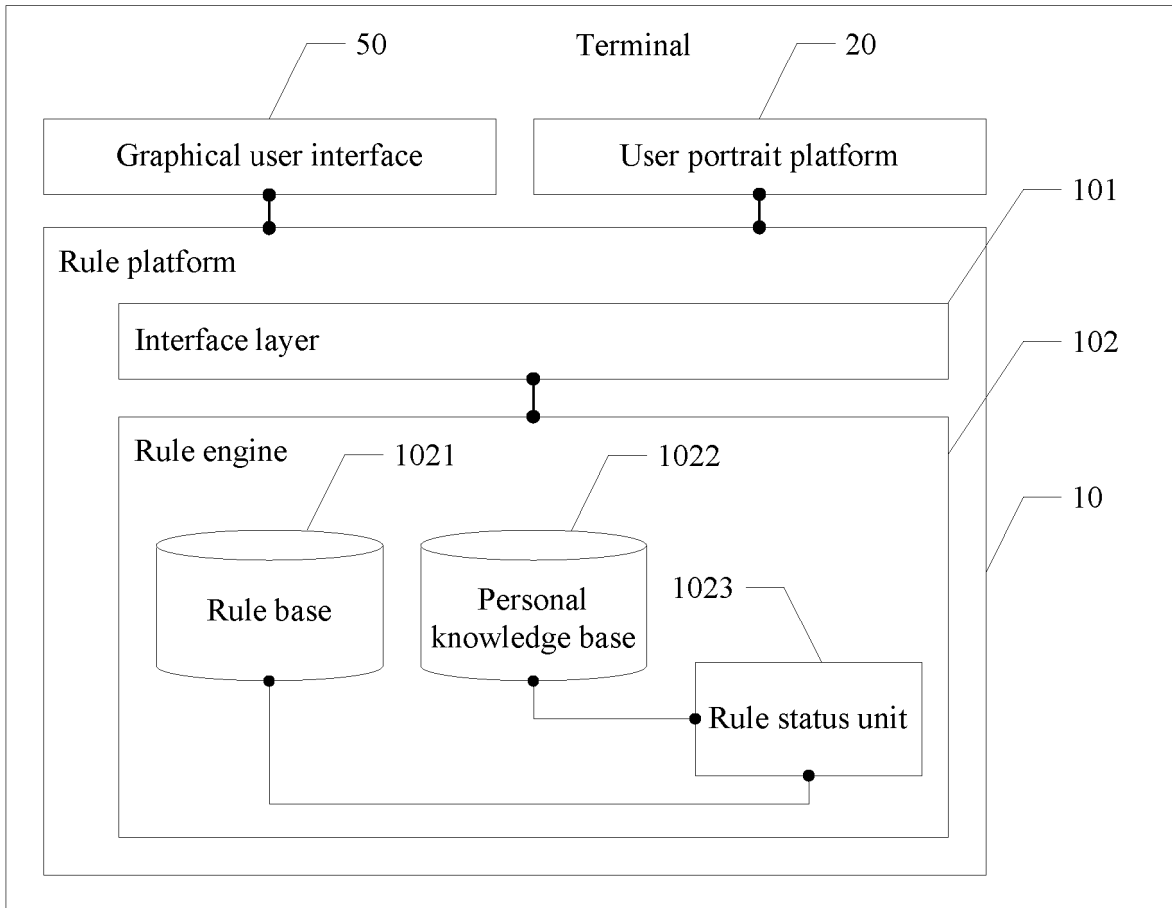 50
Terminal
20
Graphical user interface
User portrait platform
101
Rule platform
Interface layer
102
Rule engine
1021
1022
10
Rule base
Personal
knowledge base
1023
Rule status unit